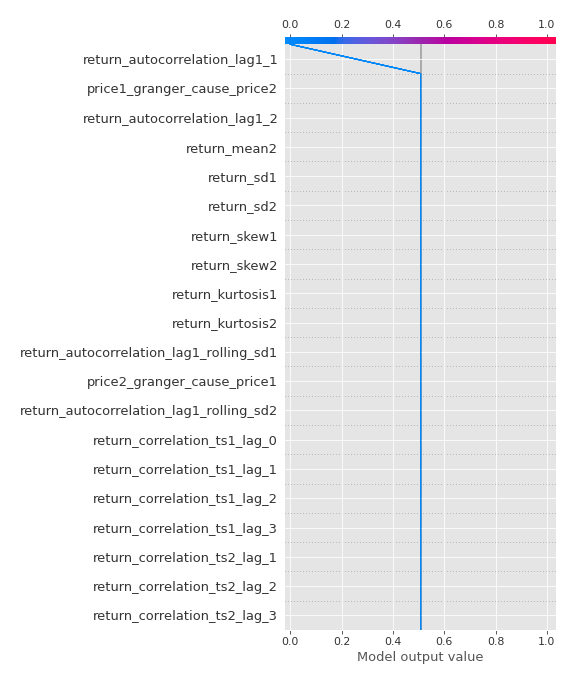 0.0 0.2 0.4 0.6 0.8 1.0
return_autocorrelation_lag1_1
price1_granger_cause_price2
return_autocorrelation_lag1_2
return_mean2
return_sd1
return_sd2
return_skew1
return_skew2
return_kurtosis1
return_kurtosis2
return_autocorrelation_lag1_rolling_sd1
price2_granger_cause_price1
return_autocorrelation_lag1_rolling_sd2
return_correlation_ts1_lag_0
return_correlation_ts1_lag_1
return_correlation_ts1_lag_2
return_correlation_ts1_lag_3
return_correlation_ts2_lag_1
return_correlation_ts2_lag_2
return_correlation_ts2_lag_3
0.0 0.2 0.4 0.6 0.8 1.0
Model output value